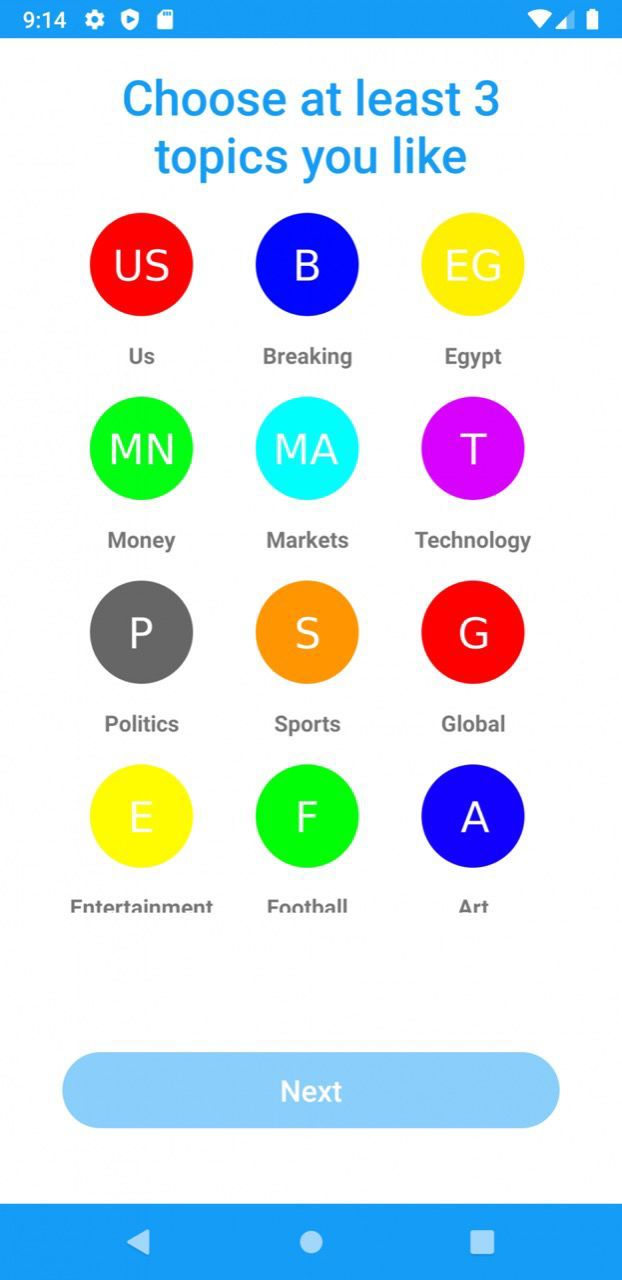 9:14
Choose at least 3
topics you like
US B EG
Us Breaking Egypt
MN MA T
Money Markets Technology
P S G
Politics Sports Global
E F A
Entertainment Football Art
Next